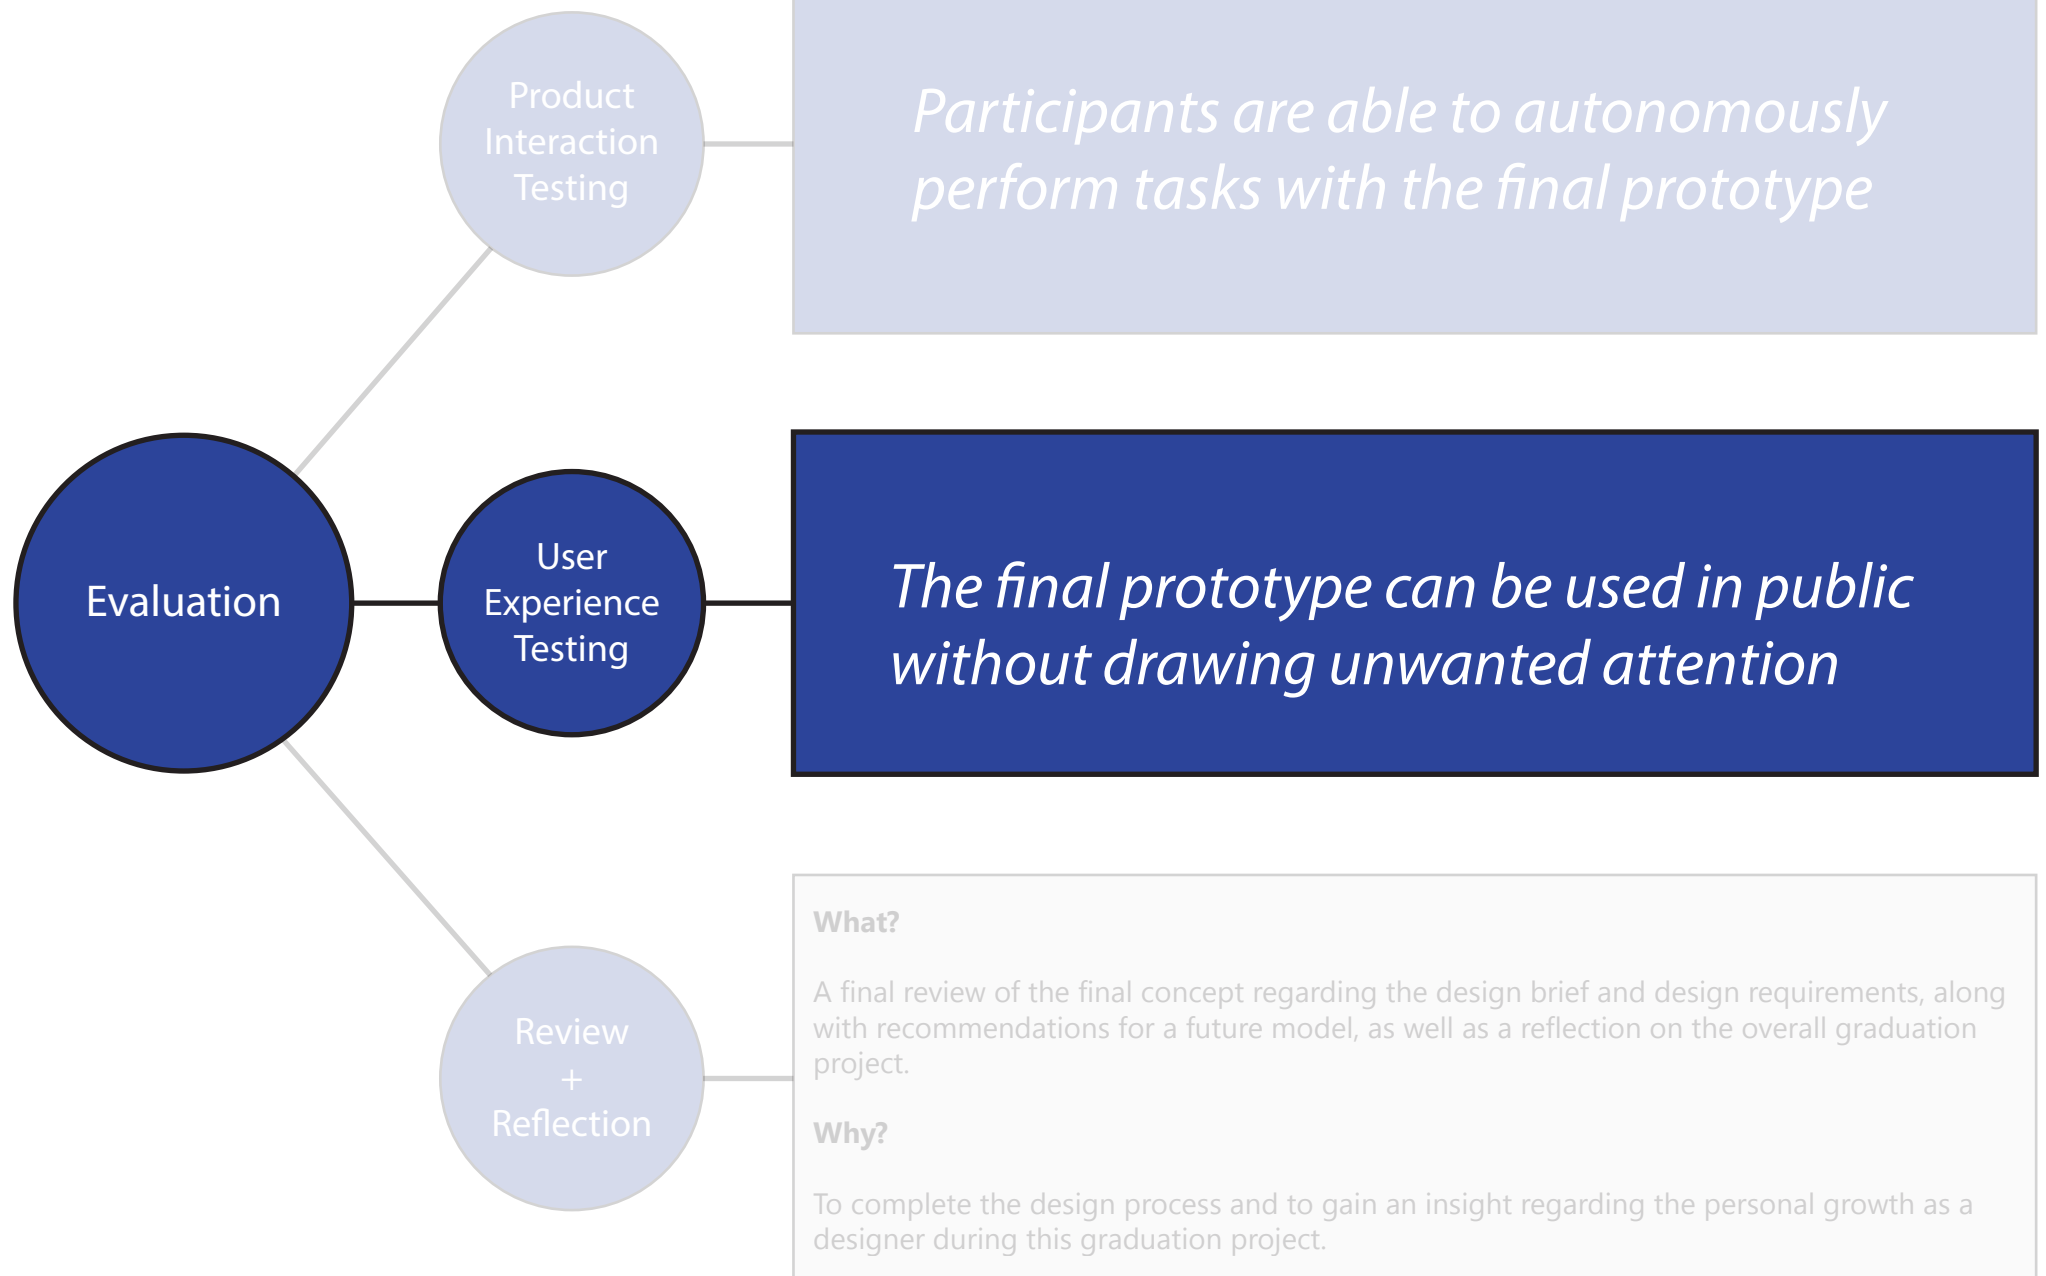 Product
Interaction
Testing
Participants are able to autonomously
perform tasks with the final prototype
Evaluation
User
Experience
Testing
The final prototype can be used in public
without drawing unwanted attention
Review
+
Reflection
What?
A final review of the final concept regarding the design brief and design requirements, along
with recommendations for a future model, as well as a reflection on the overall graduation
project.
Why?
To complete the design process and to gain an insight regarding the personal growth as a
designer during this graduation project.